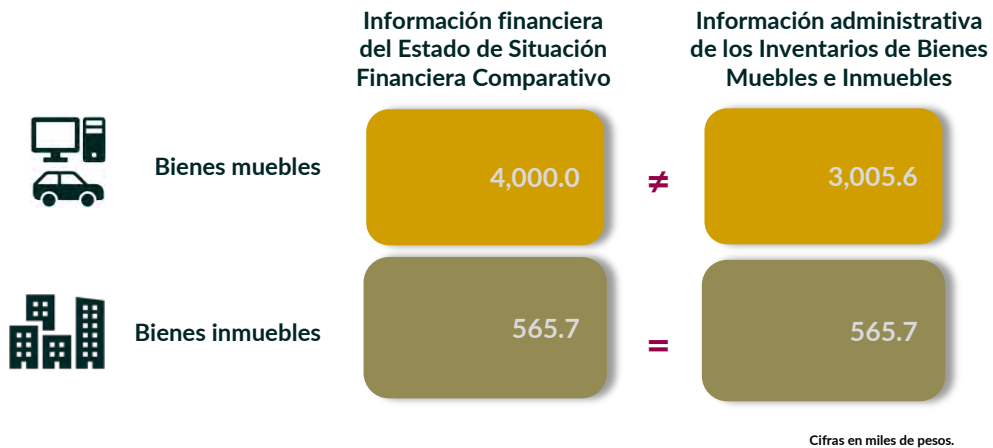 Información financiera
del Estado de Situación
Financiera Comparativo
Información administrativa
de los Inventarios de Bienes
Muebles e Inmuebles
Bienes muebles
4,000.0
≠
3,005.6
Bienes inmuebles
565.7
=
565.7
Cifras en miles de pesos.